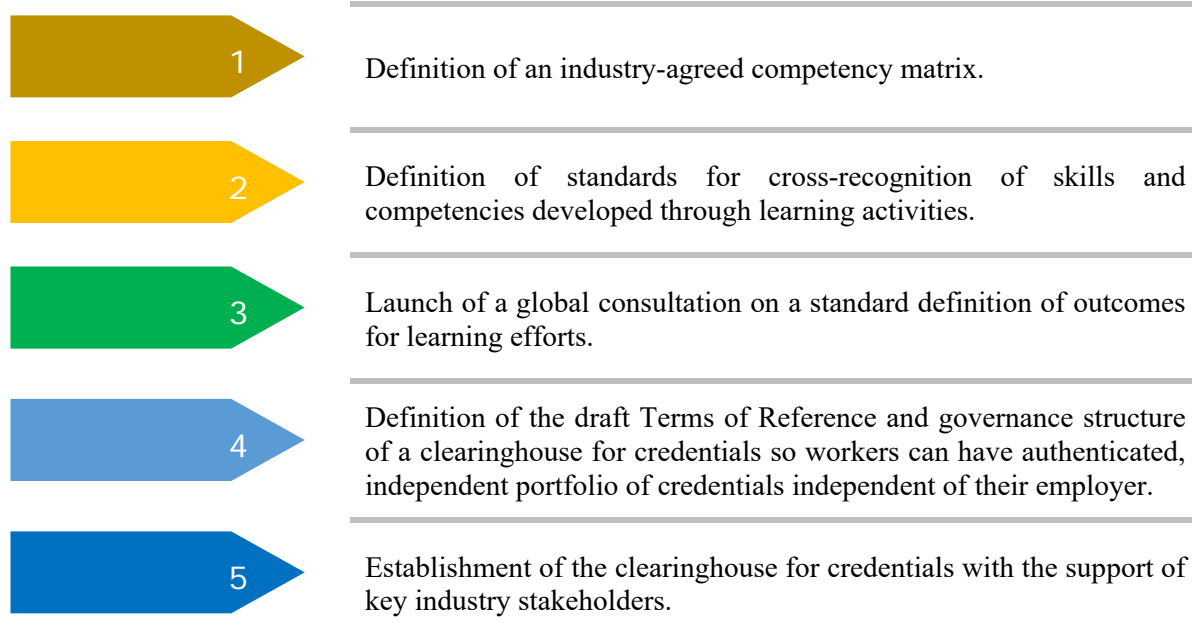 1
Definition of an industry-agreed competency matrix.
2
Definition of standards for cross-recognition of skills and
competencies developed through learning activities.
3
Launch of a global consultation on a standard definition of outcomes
for learning efforts.
4
Definition of the draft Terms of Reference and governance structure
of a clearinghouse for credentials so workers can have authenticated,
independent portfolio of credentials independent of their employer.
5
Establishment of the clearinghouse for credentials with the support of
key industry stakeholders.